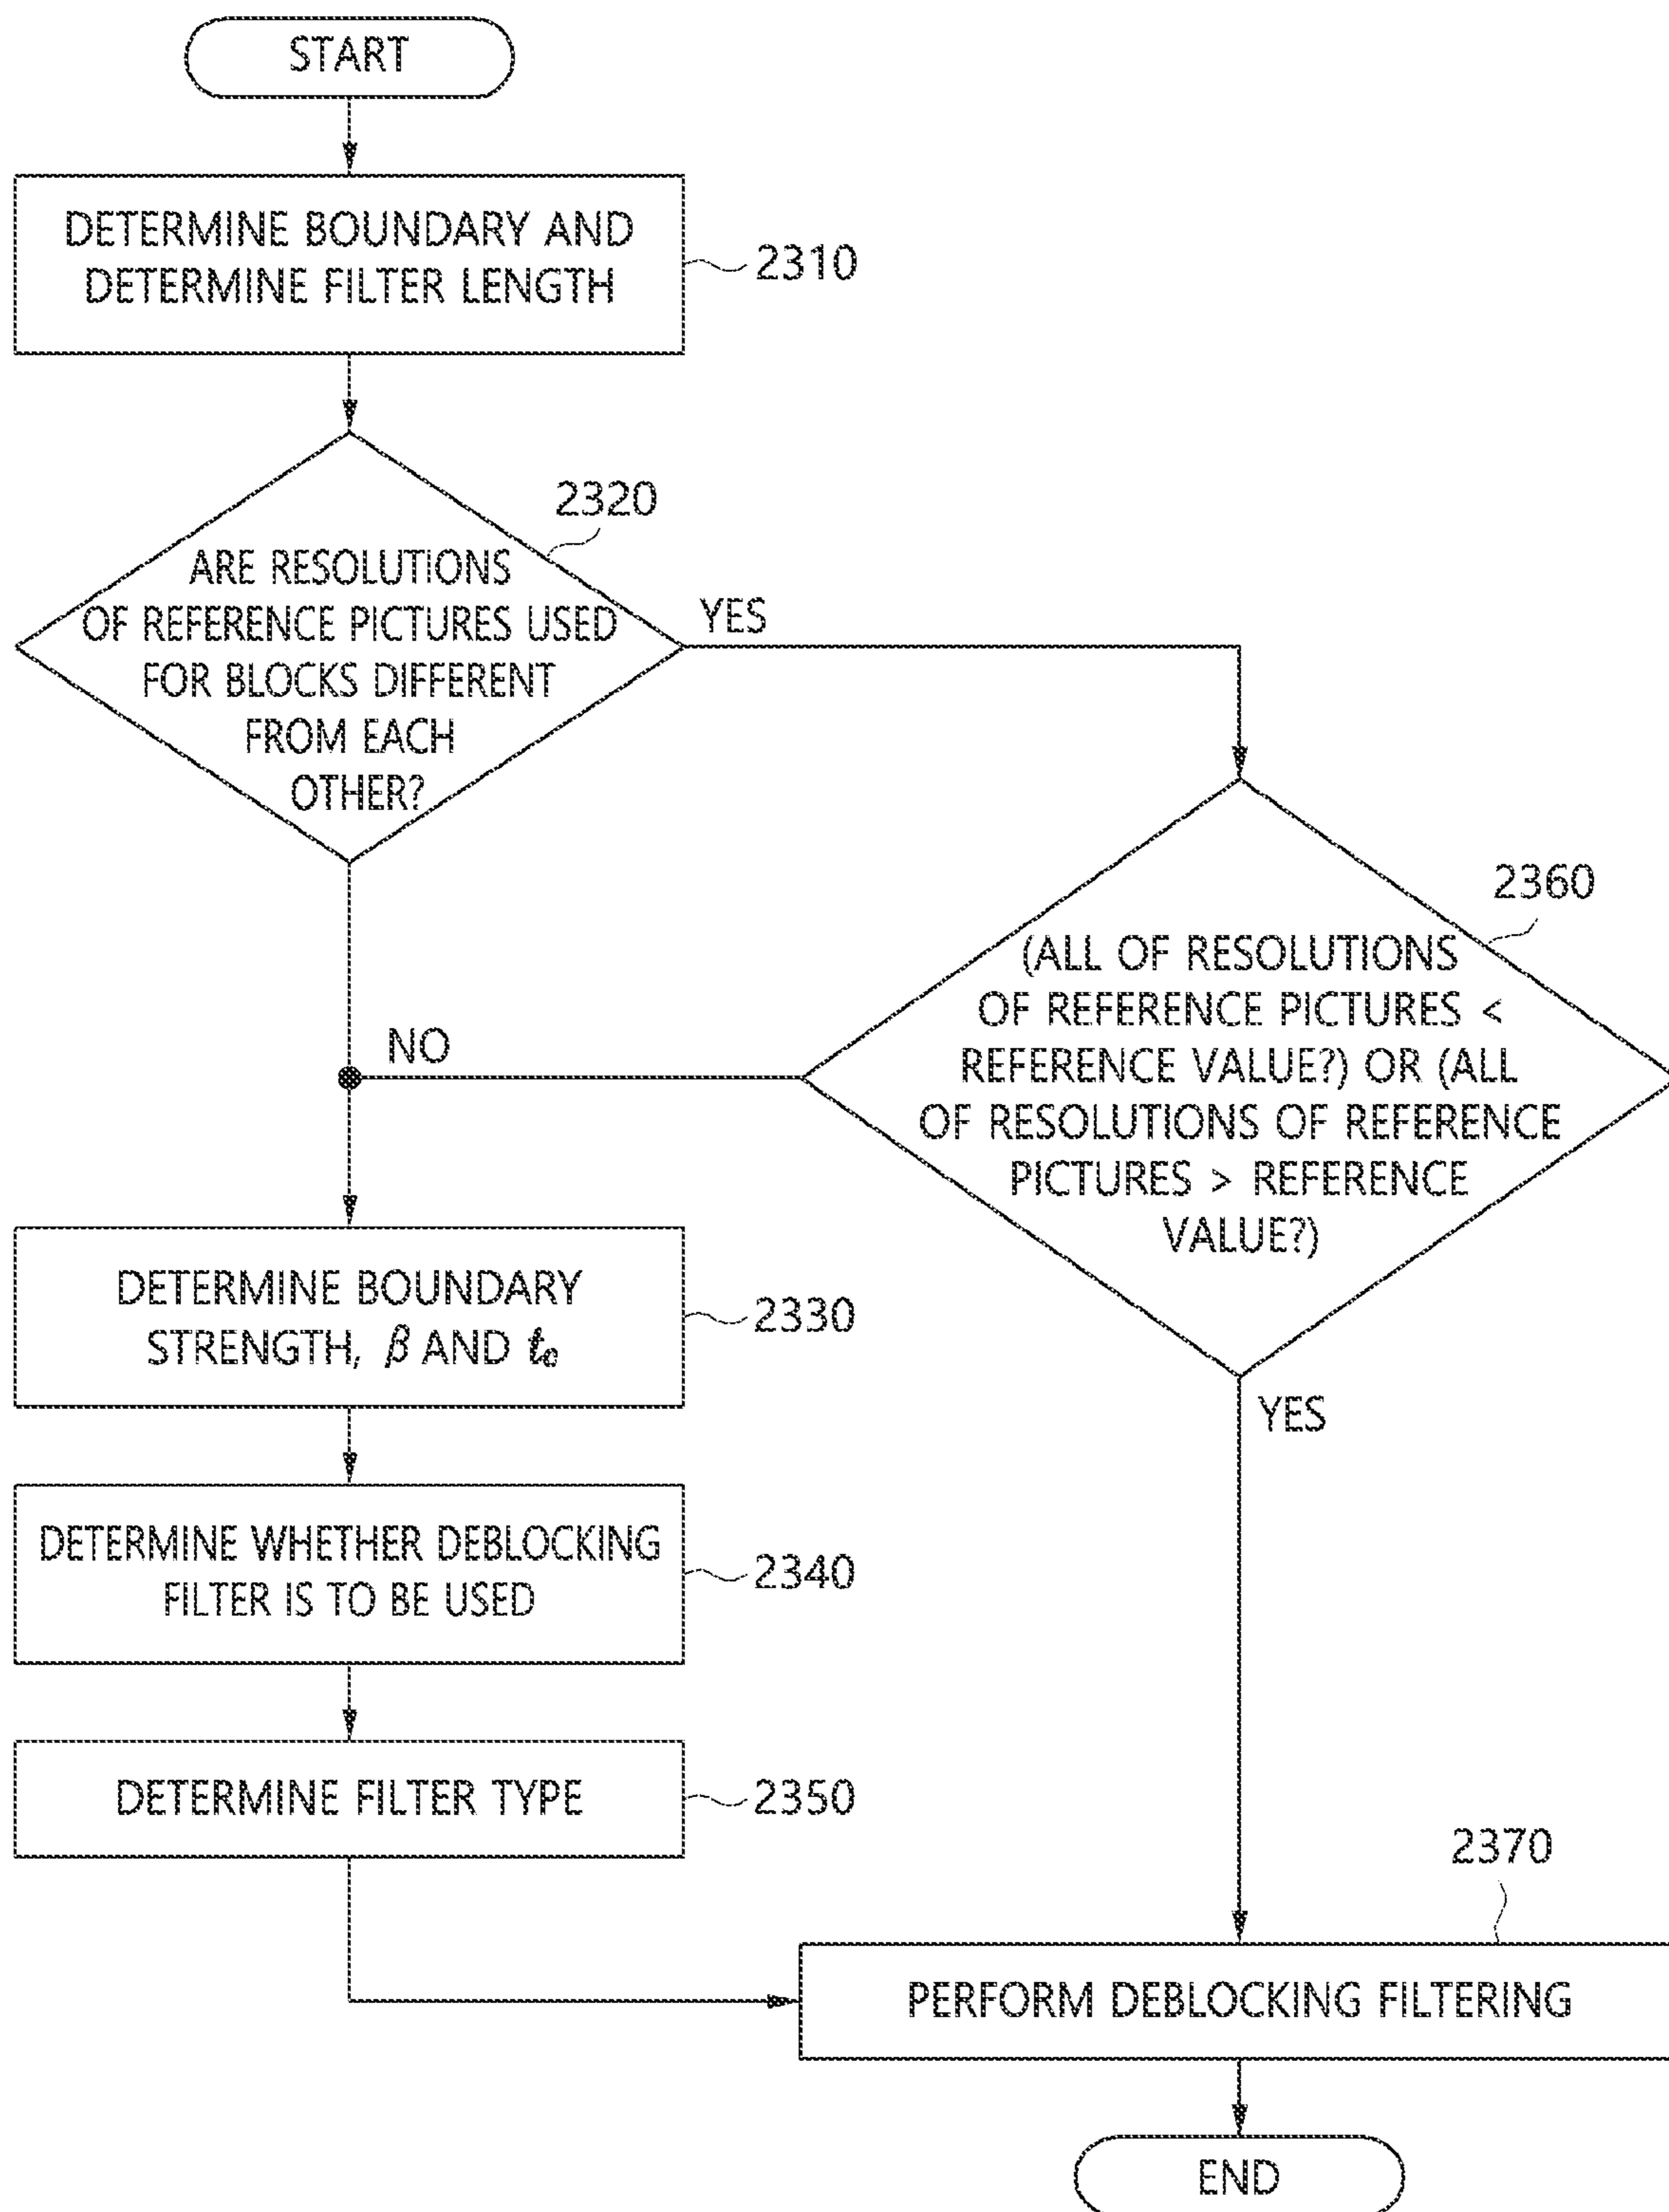 START
DETERMINE BOUNDARY AND
DETERMINE FILTER LENGTH
2310
2320
ARE RESOLUTIONS
OF REFERENCE PICTURES USED
FOR BLOCKS DIFFERENT
FROM EACH
OTHER?
YES
2360
(ALL OF RESOLUTIONS
OF REFERENCE PICTURES <
REFERENCE VALUE?) OR (ALL
OF RESOLUTIONS OF REFERENCE
PICTURES > REFERENCE
VALUE?)
NO
YES
DETERMINE BOUNDARY
STRENGTH, β AND tc
2330
DETERMINE WHETHER DEBLOCKING
FILTER IS TO BE USED
2340
DETERMINE FILTER TYPE
2350
2370
PERFORM DEBLOCKING FILTERING
END